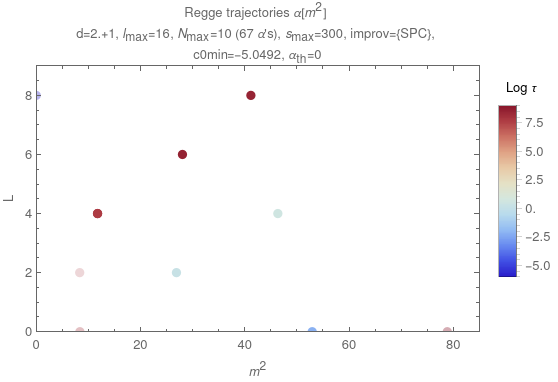 Regge trajectories α[m²]
d=2.+1, lmax=16, Nmax=10 (67 α's), smax=300, improv={SPC},
c0min=−5.0492, αth=0
Log τ
7.5
5.0
2.5
0.
−2.5
−5.0
8
6
4
2
0
L
0 20 40 60 80
m²